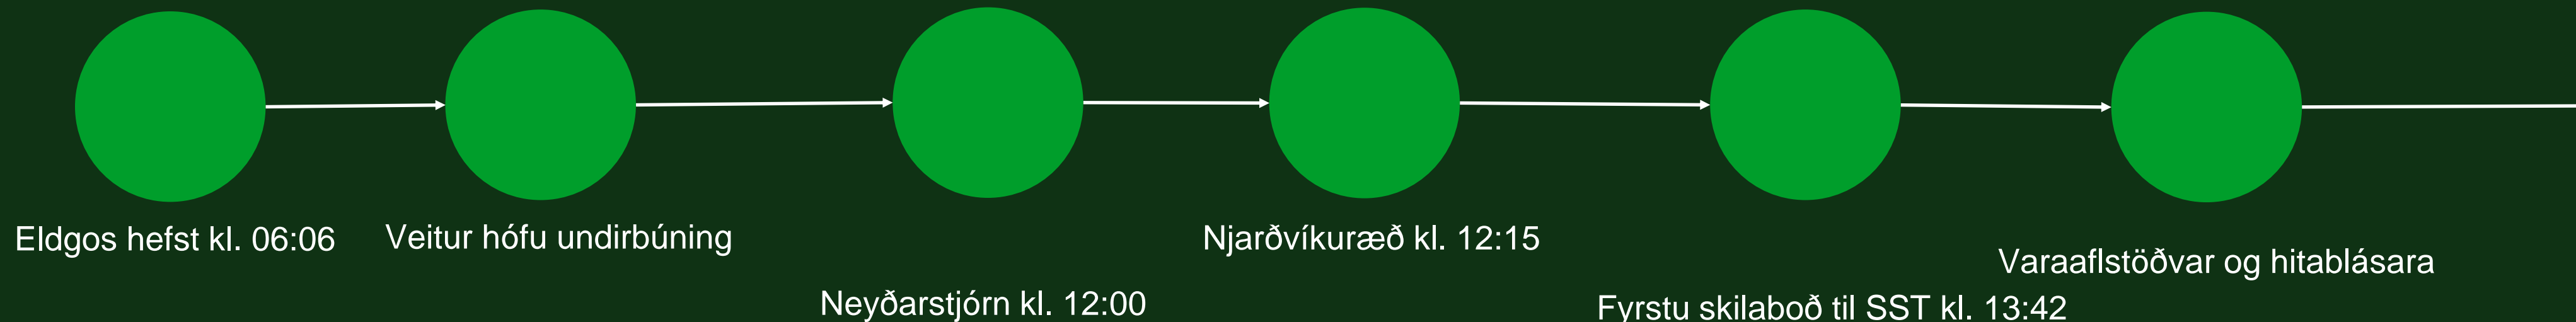 Eldgos hefst kl. 06:06
Veitur hófu undirbúning
Neyðarstjórn kl. 12:00
Njarðvíkuræð kl. 12:15
Fyrstu skilaboð til SST kl. 13:42
Varaaflstöðvar og hitablásara